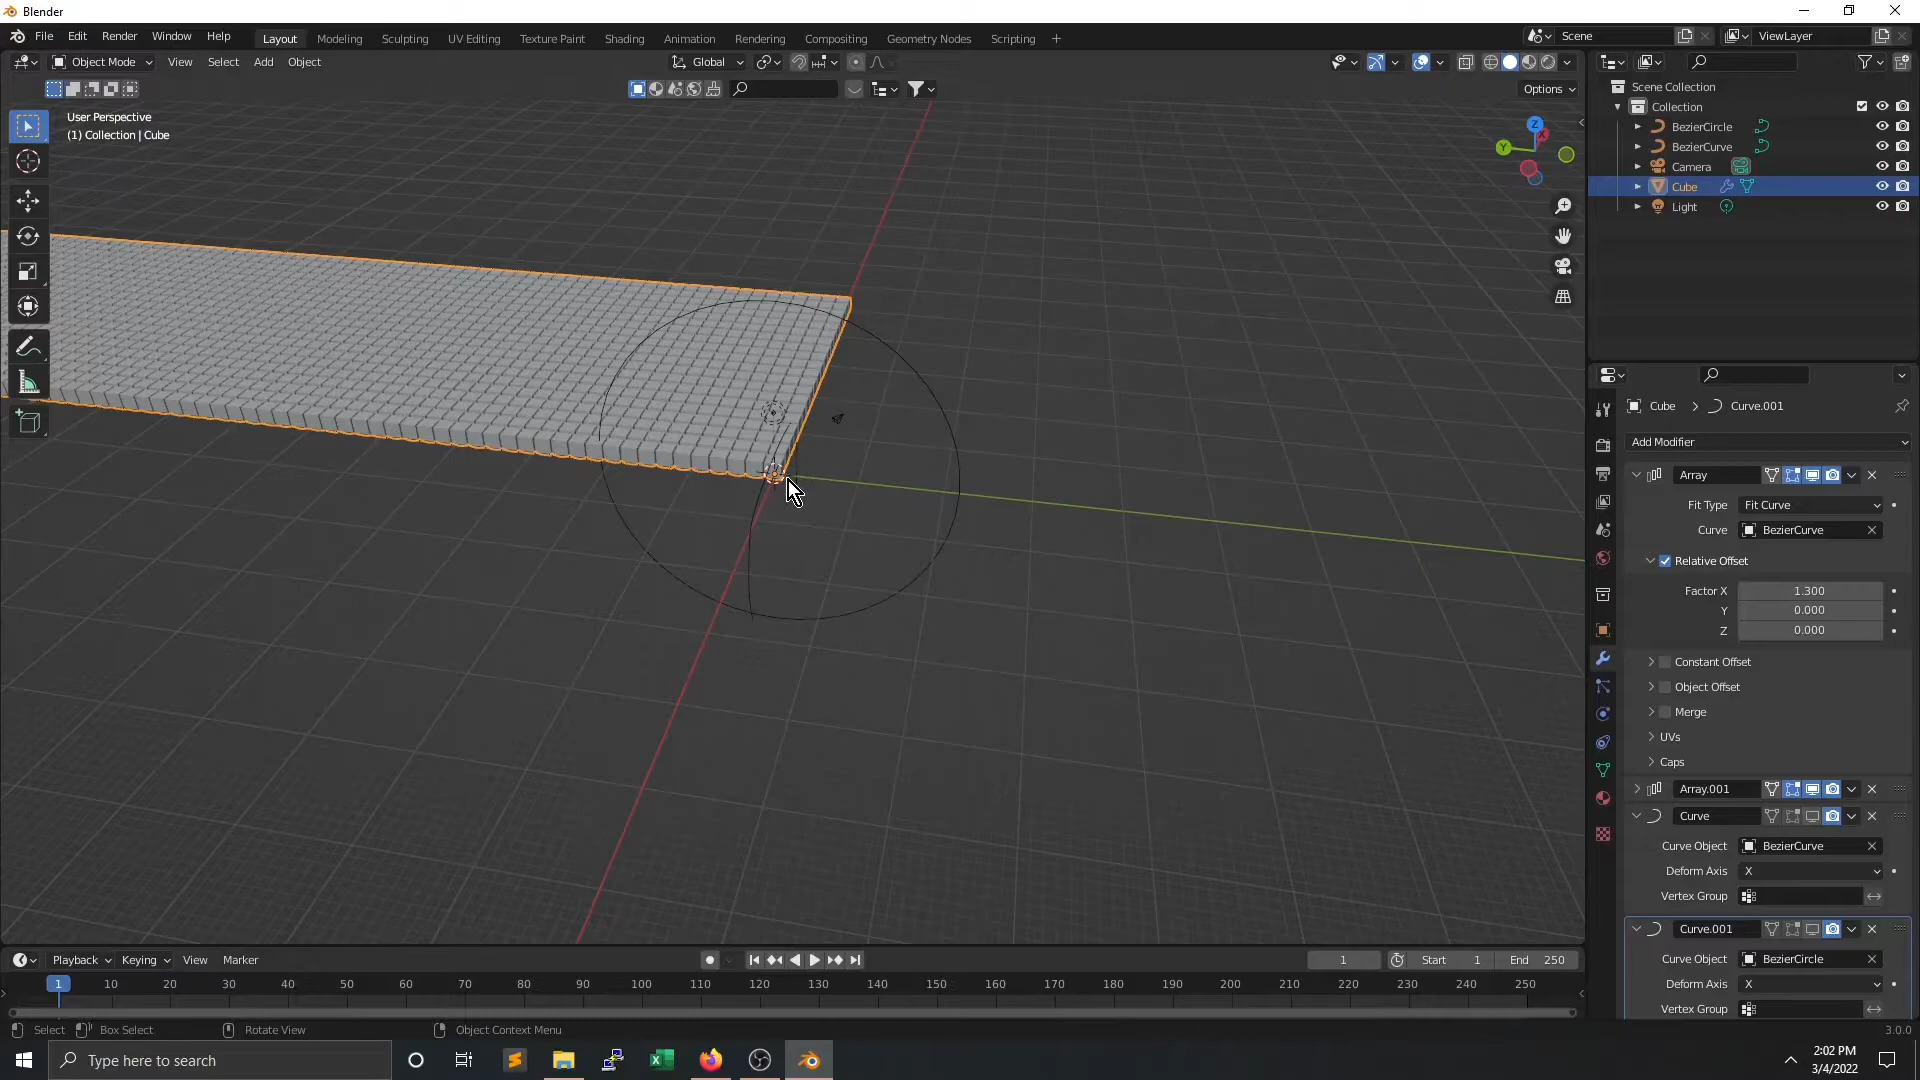 Blender
File Edit Render Window Help
Layout Modeling Sculpting UV Editing Texture Paint Shading Animation Rendering Compositing Geometry Nodes Scripting +
Scene
ViewLayer
Object Mode View Select Add Object
Global
Options
User Perspective
(1) Collection | Cube
Z
X
Y
Scene Collection
Collection
BezierCircle
BezierCurve
Camera
Cube
Light
Cube > Curve.001
Add Modifier
Array
Fit Type Fit Curve
Curve BezierCurve
Relative Offset
Factor X 1.300
Y 0.000
Z 0.000
Constant Offset
Object Offset
Merge
UVs
Caps
Array.001
Curve
Curve Object BezierCurve
Deform Axis X
Vertex Group
Curve.001
Curve Object BezierCircle
Deform Axis X
Vertex Group
Playback Keying View Marker
1 Start 1 End 250
1 10 20 30 40 50 60 70 80 90 100 110 120 130 140 150 160 170 180 190 200 210 220 230 240 250
Select Box Select Rotate View Object Context Menu
3.0.0
Type here to search
2:02 PM
3/4/2022